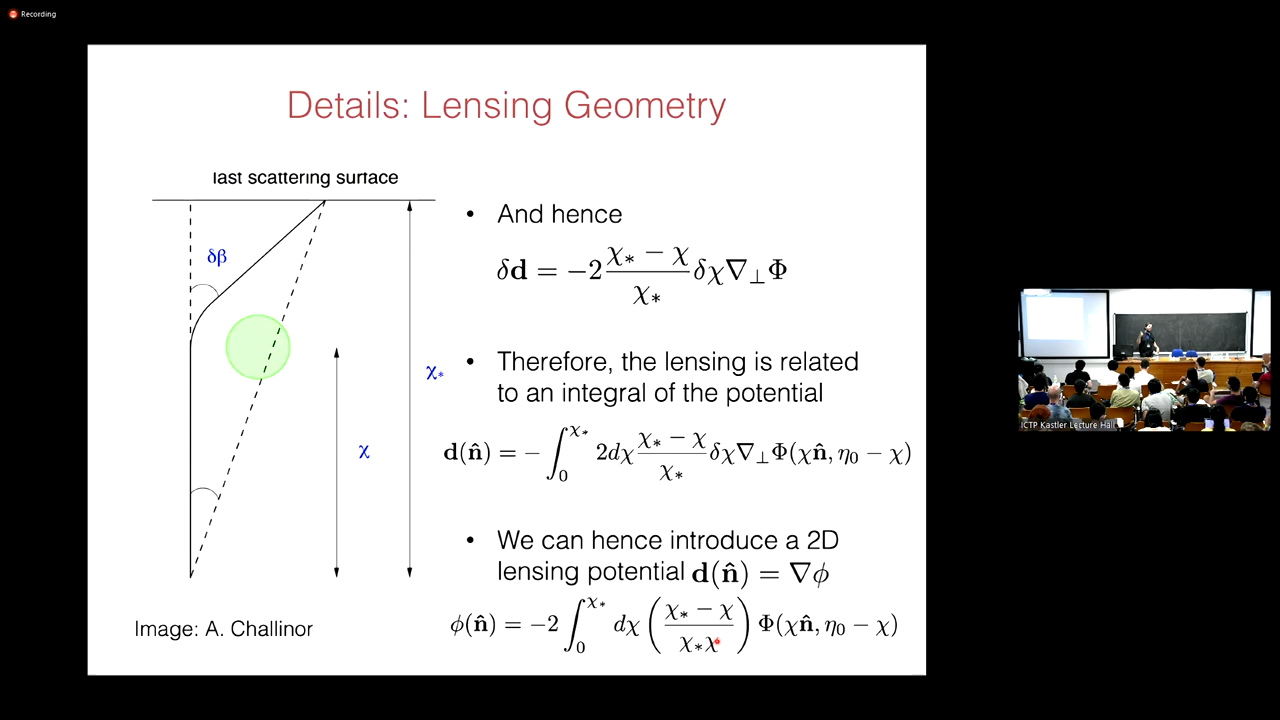 Recording
Details: Lensing Geometry
last scattering surface
δβ
χ*
χ
Image: A. Challinor
• And hence
δd = −2 (χ* − χ)/χ* δχ∇⊥Φ
• Therefore, the lensing is related
to an integral of the potential
d(n̂) = − ∫₀^χ* 2dχ (χ* − χ)/χ* δχ∇⊥Φ(χn̂, η₀ − χ)
• We can hence introduce a 2D
lensing potential d(n̂) = ∇ϕ
ϕ(n̂) = −2 ∫₀^χ* dχ ((χ* − χ)/(χ*χ)) Φ(χn̂, η₀ − χ)
ICTP Kastler Lecture Hall